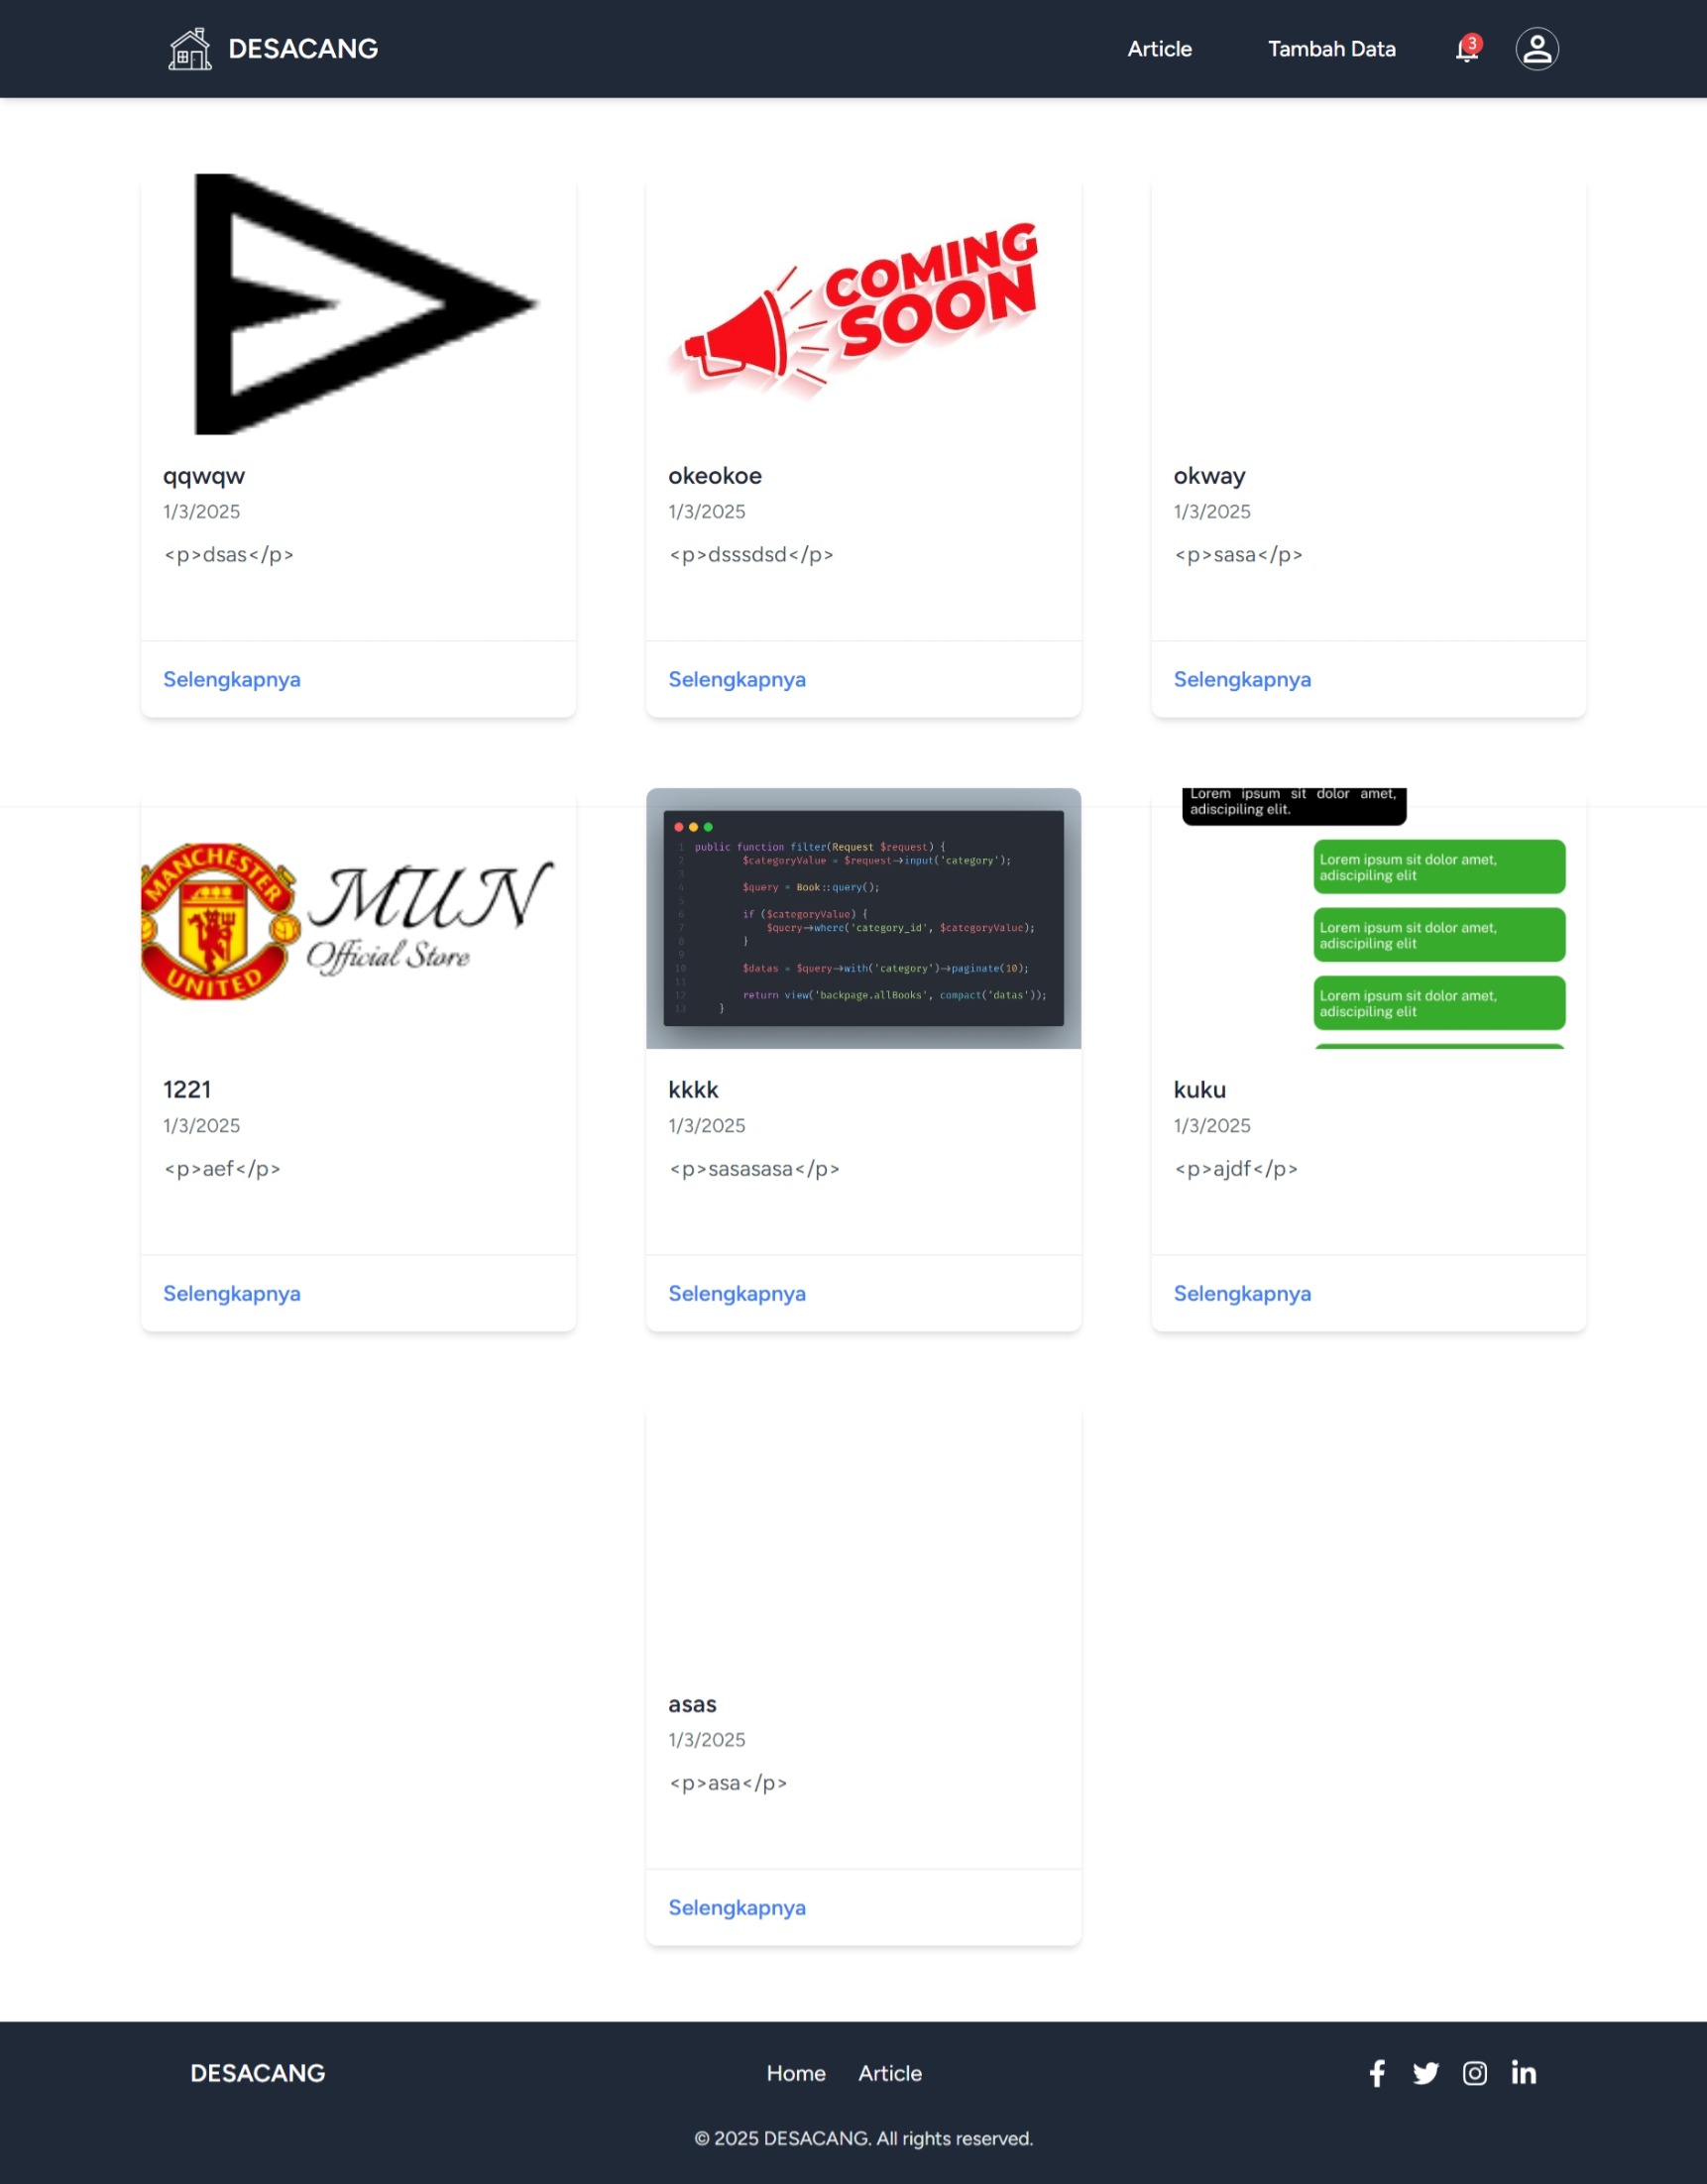 DESACANG
Article
Tambah Data
3
COMING
SOON
qqwqw
1/3/2025
<p>dsas</p>
Selengkapnya
okeokoe
1/3/2025
<p>dsssdsd</p>
Selengkapnya
okway
1/3/2025
<p>sasa</p>
Selengkapnya
MANCHESTER
UNITED
MUN
Official Store
1221
1/3/2025
<p>aef</p>
Selengkapnya
1 public function filter(Request $request) {
2 $categoryValue = $request→input('category');
3
4 $query = Book::query();
5
6 if ($categoryValue) {
7 $query→where('category_id', $categoryValue);
8 }
9
10 $datas = $query→with('category')→paginate(10);
11
12 return view('backpage.allBooks', compact('datas'));
13 }
kkkk
1/3/2025
<p>sasasasa</p>
Selengkapnya
Lorem ipsum sit dolor amet,
adiscipiling elit.
Lorem ipsum sit dolor amet,
adiscipiling elit
Lorem ipsum sit dolor amet,
adiscipiling elit
Lorem ipsum sit dolor amet,
adiscipiling elit
kuku
1/3/2025
<p>ajdf</p>
Selengkapnya
asas
1/3/2025
<p>asa</p>
Selengkapnya
DESACANG
Home
Article
© 2025 DESACANG. All rights reserved.